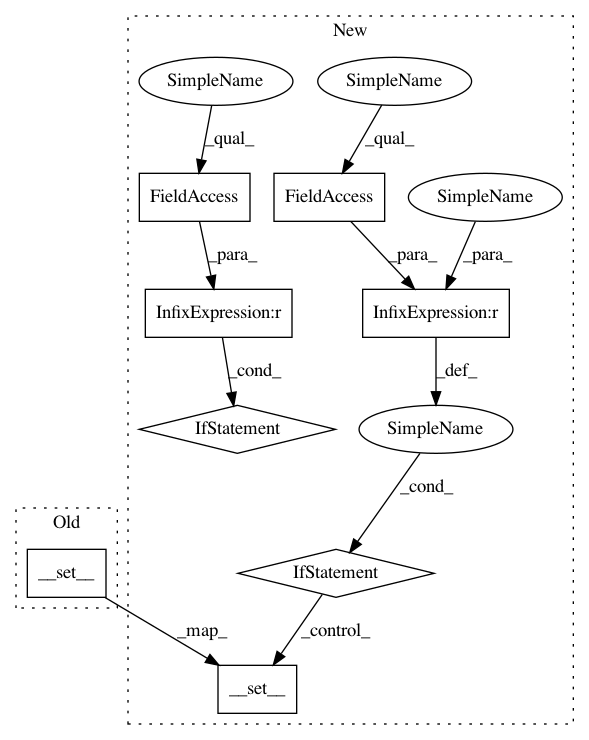 New
SimpleName
SimpleName
_qual_
_qual_
FieldAccess
FieldAccess
SimpleName
_para_
_para_
_para_
InfixExpression:r
InfixExpression:r
_cond_
_def_
IfStatement
SimpleName
_cond_
Old
__set__
IfStatement
_map_
_control_
__set__